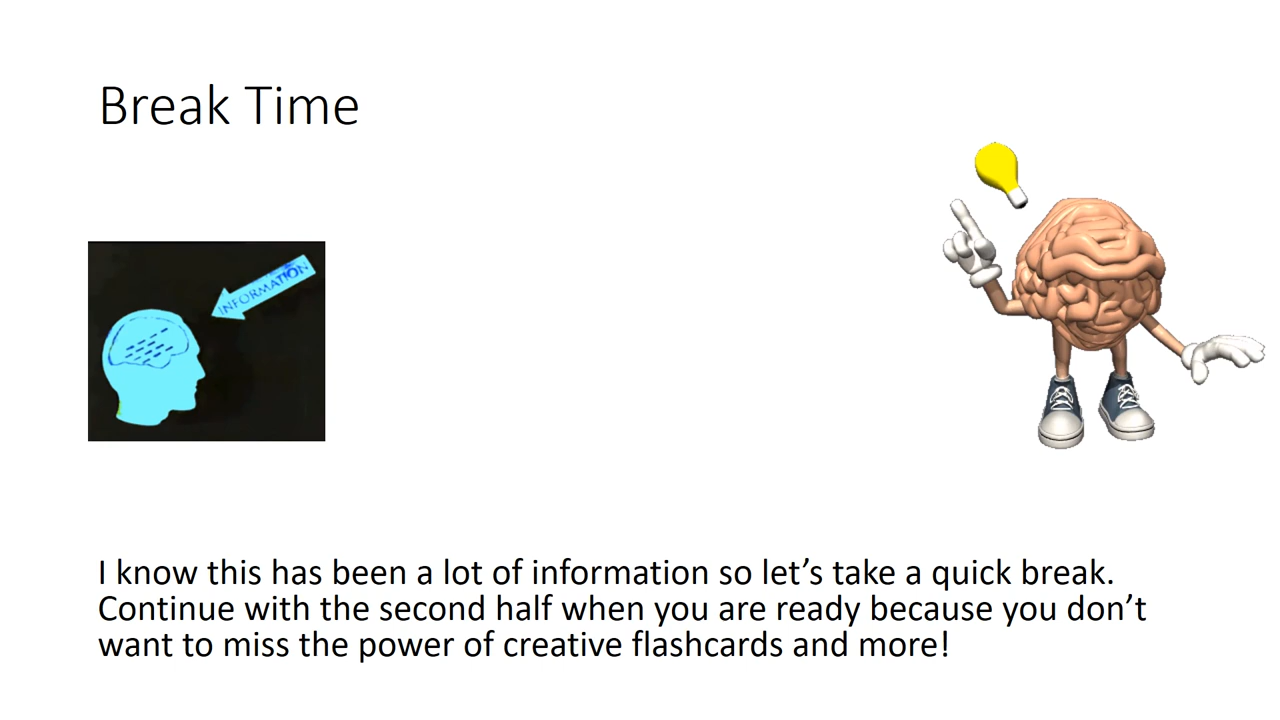 Break Time
INFORMATION
I know this has been a lot of information so let’s take a quick break.
Continue with the second half when you are ready because you don’t
want to miss the power of creative flashcards and more!